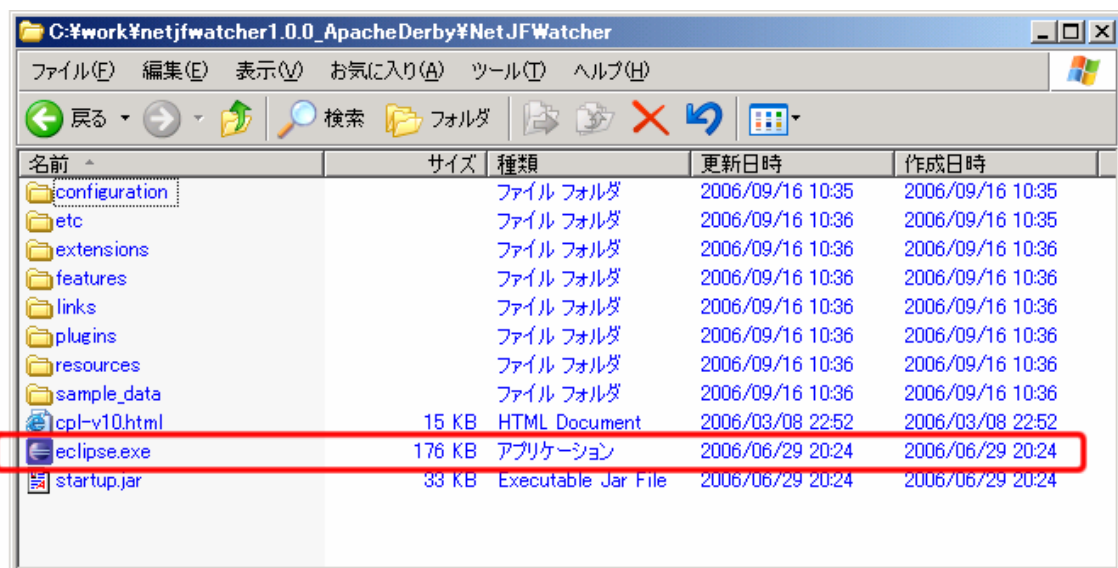 C:¥work¥netjfwatcher1.0.0_ApacheDerby¥NetJFWatcher
ファイル(F) 編集(E) 表示(V) お気に入り(A) ツール(T) ヘルプ(H)
戻る 検索 フォルダ
名前 サイズ 種類 更新日時 作成日時
configuration ファイル フォルダ 2006/09/16 10:35 2006/09/16 10:35
etc ファイル フォルダ 2006/09/16 10:36 2006/09/16 10:35
extensions ファイル フォルダ 2006/09/16 10:36 2006/09/16 10:36
features ファイル フォルダ 2006/09/16 10:36 2006/09/16 10:36
links ファイル フォルダ 2006/09/16 10:36 2006/09/16 10:36
plugins ファイル フォルダ 2006/09/16 10:36 2006/09/16 10:36
resources ファイル フォルダ 2006/09/16 10:36 2006/09/16 10:36
sample_data ファイル フォルダ 2006/09/16 10:36 2006/09/16 10:36
cpl-v10.html 15 KB HTML Document 2006/03/08 22:52 2006/03/08 22:52
eclipse.exe 176 KB アプリケーション 2006/06/29 20:24 2006/06/29 20:24
startup.jar 33 KB Executable Jar File 2006/06/29 20:24 2006/06/29 20:24